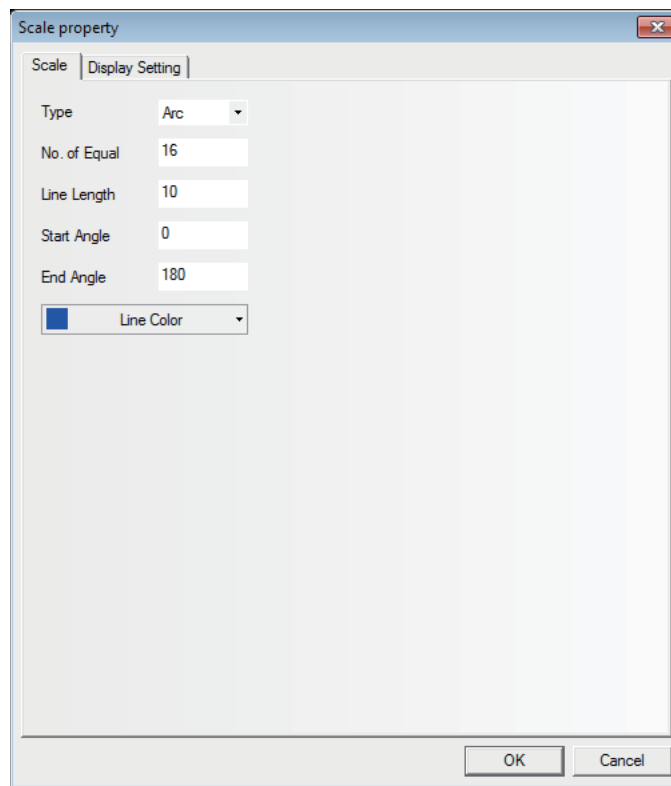 Scale property
Scale Display Setting
Type Arc
No. of Equal 16
Line Length 10
Start Angle 0
End Angle 180
Line Color
OK Cancel